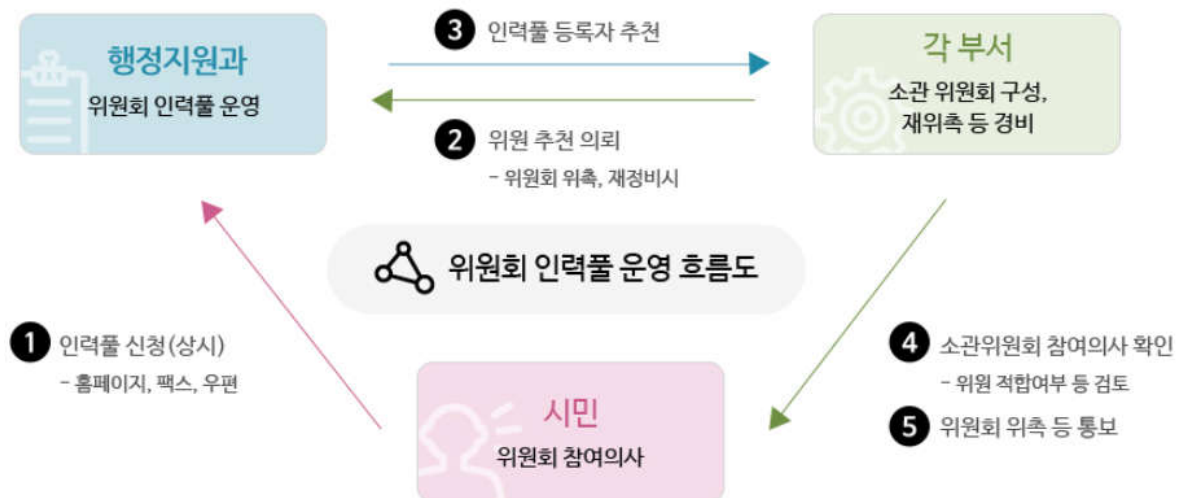 행정지원과
위원회 인력풀 운영
3 인력풀 등록자 추천
각 부서
소관 위원회 구성,
재위촉 등 경비
2 위원 추천 의뢰
- 위원회 위촉, 재정비시
위원회 인력풀 운영 흐름도
1 인력풀 신청(상시)
- 홈페이지, 팩스, 우편
시민
위원회 참여의사
4 소관위원회 참여의사 확인
- 위원 적합여부 등 검토
5 위원회 위촉 등 통보